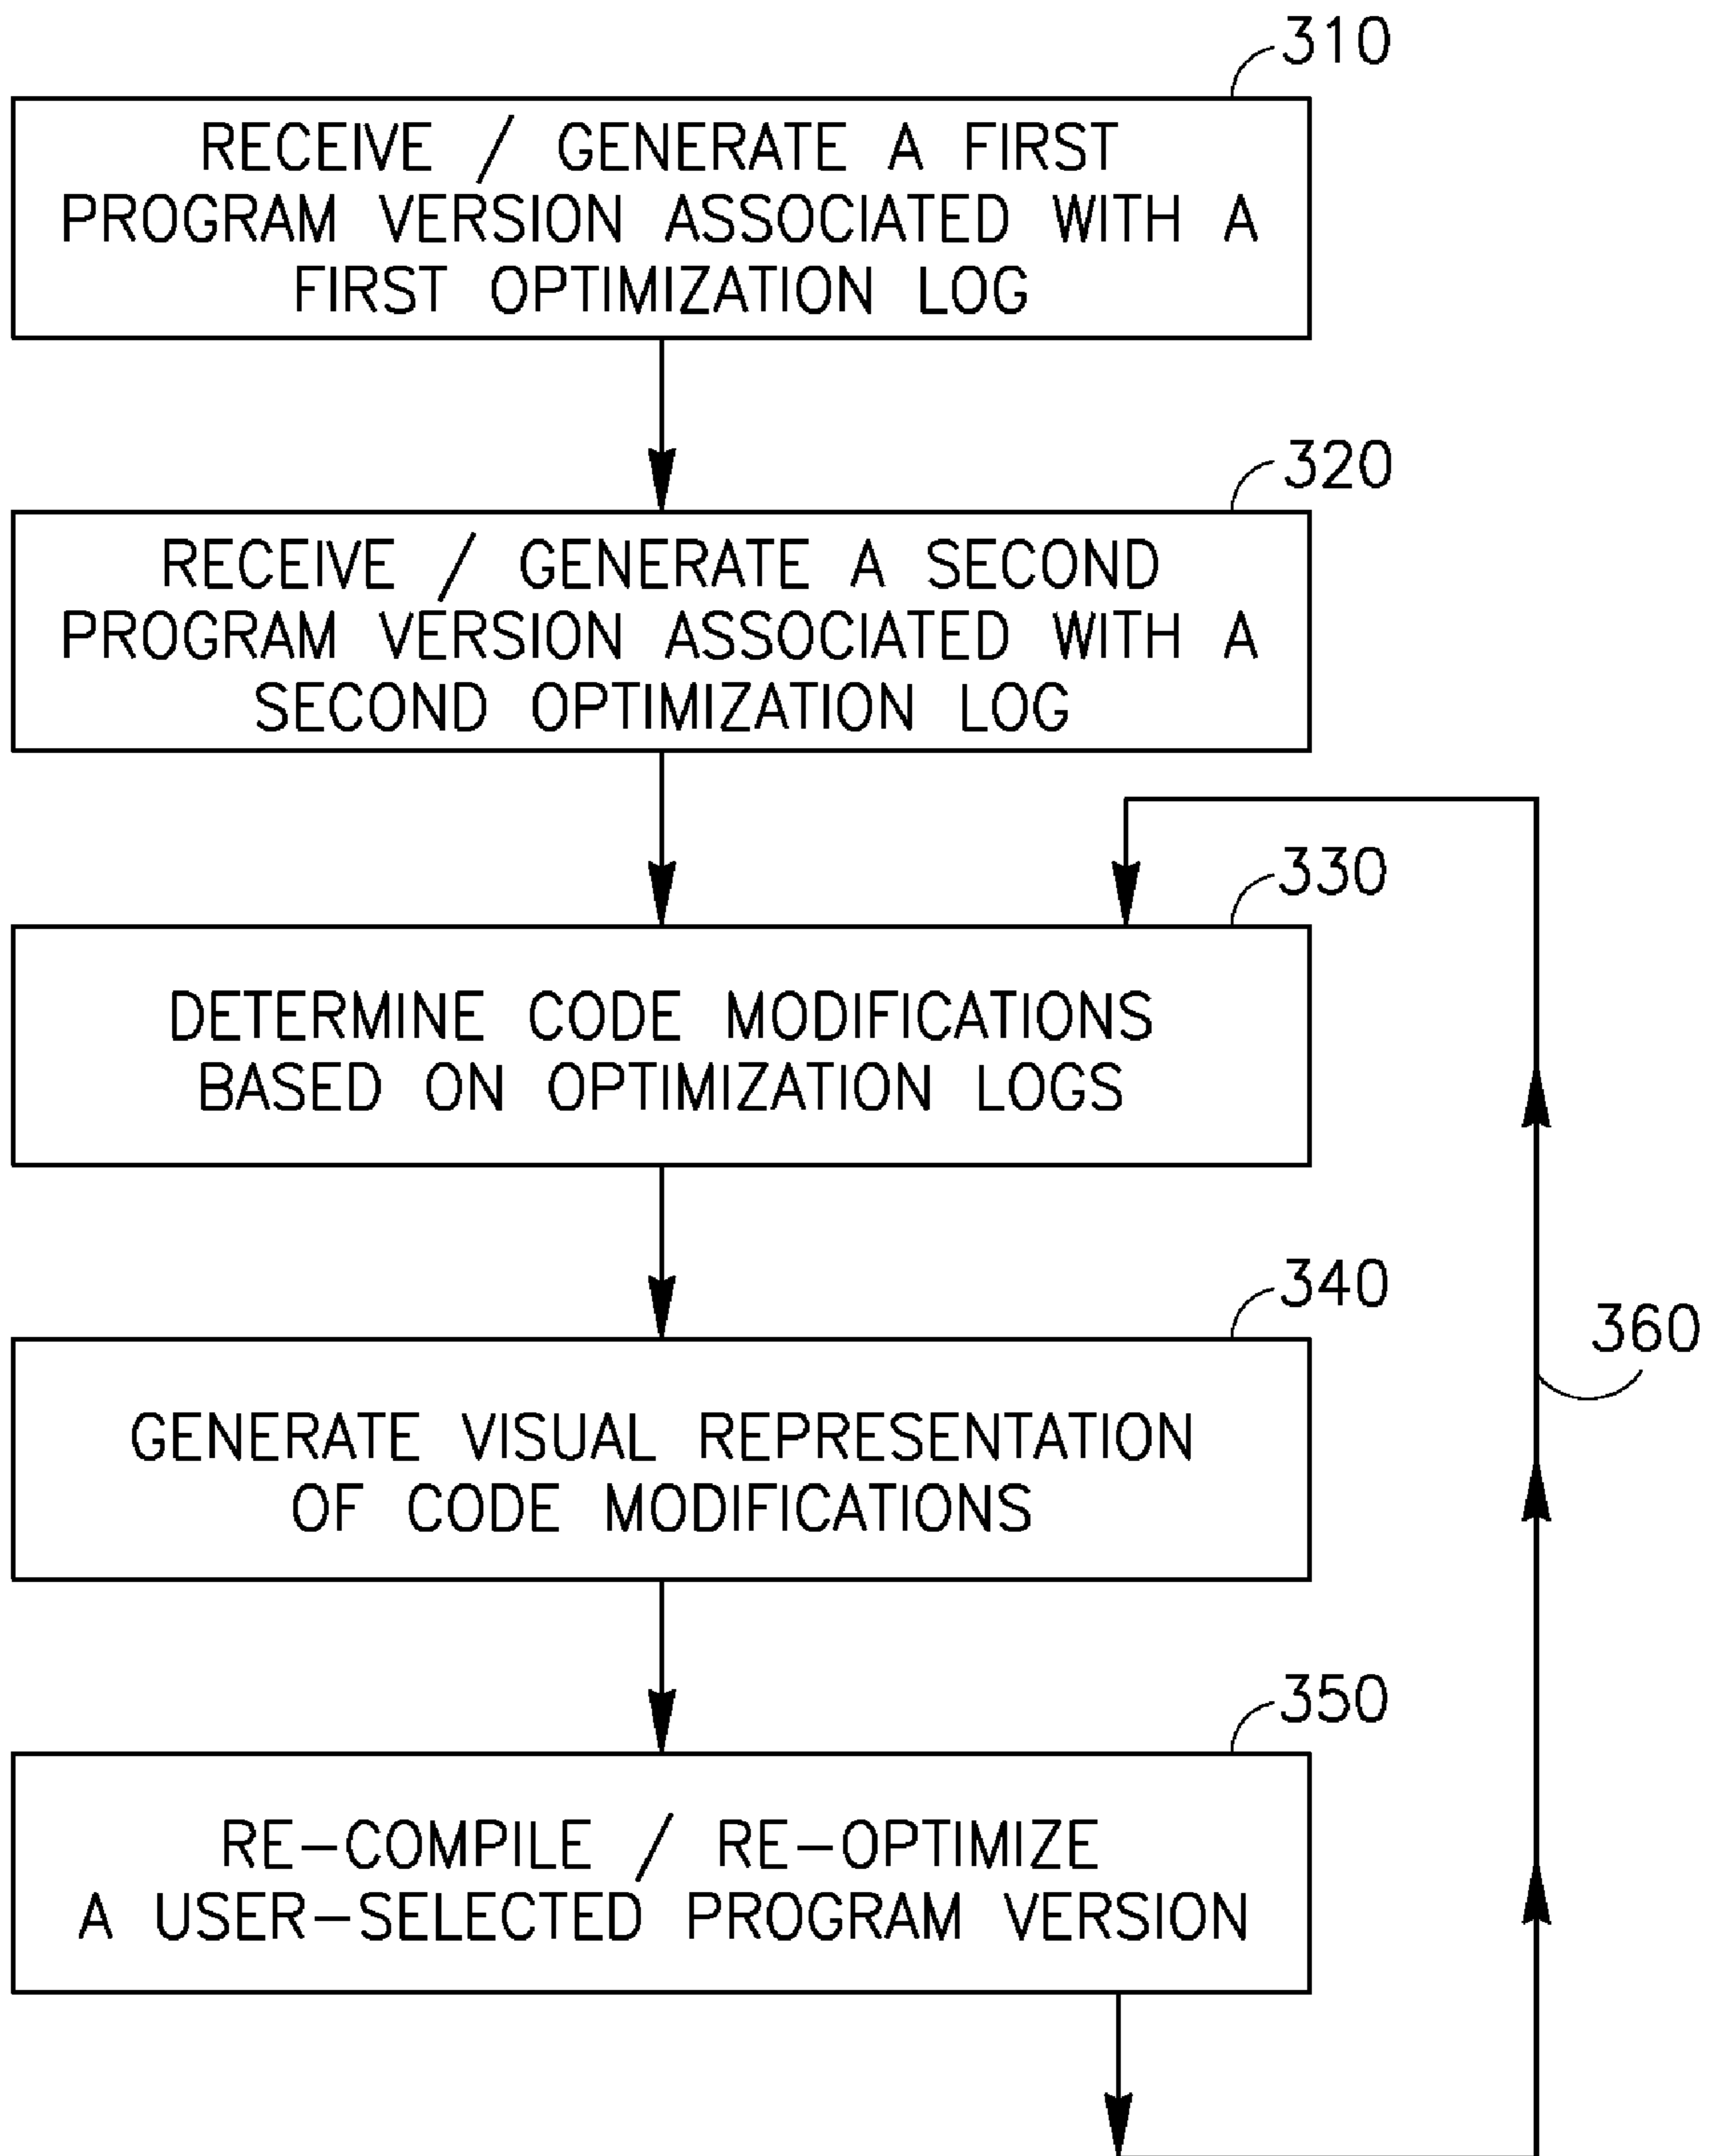 310
RECEIVE / GENERATE A FIRST
PROGRAM VERSION ASSOCIATED WITH A
FIRST OPTIMIZATION LOG
320
RECEIVE / GENERATE A SECOND
PROGRAM VERSION ASSOCIATED WITH A
SECOND OPTIMIZATION LOG
330
DETERMINE CODE MODIFICATIONS
BASED ON OPTIMIZATION LOGS
340
360
GENERATE VISUAL REPRESENTATION
OF CODE MODIFICATIONS
350
RE-COMPILE / RE-OPTIMIZE
A USER-SELECTED PROGRAM VERSION